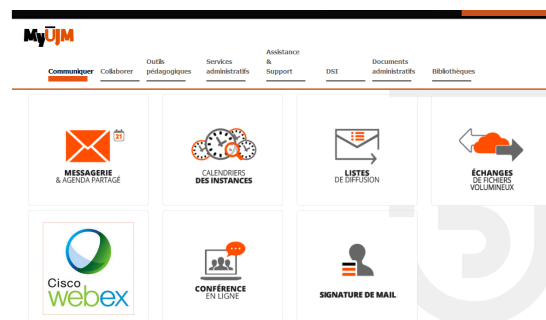 MyUJM
Communiquer
Collaborer
Outils
pédagogiques
Services
administratifs
Assistance
&
Support
DSI
Documents
administratifs
Bibliothèques
21
MESSAGERIE
& AGENDA PARTAGÉ
CALENDRIERS
DES INSTANCES
LISTES
DE DIFFUSION
ÉCHANGES
DE FICHIERS
VOLUMINEUX
Cisco
webex
CONFÉRENCE
EN LIGNE
SIGNATURE DE MAIL